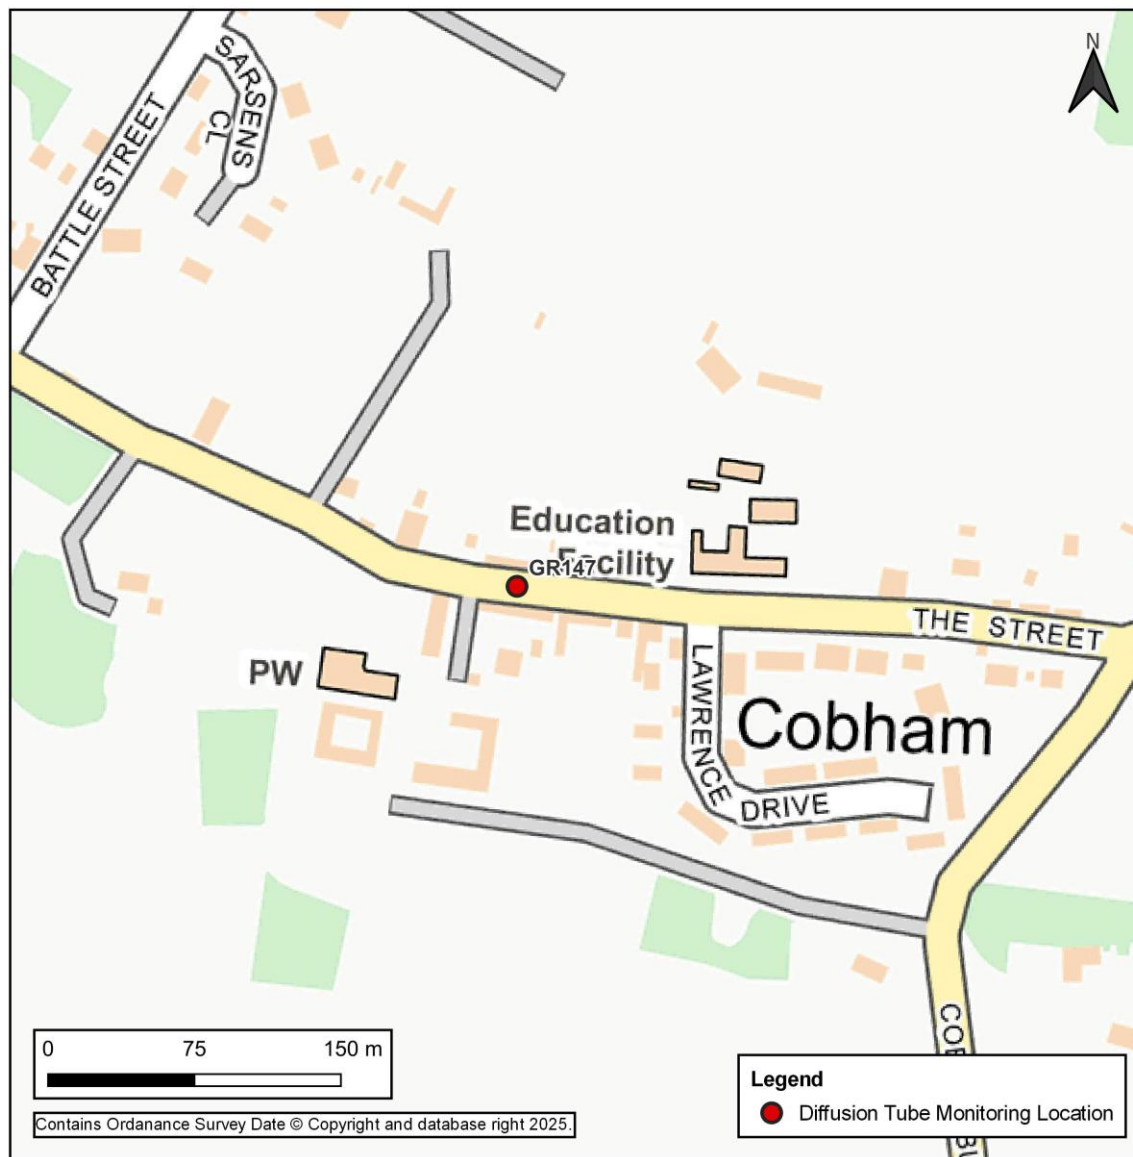 N
SARSENS
CL
BATTLE STREET
Education
Facility
GR147
THE STREET
PW
LAWRENCE
DRIVE
Cobham
0 75 150 m
Contains Ordanance Survey Date © Copyright and database right 2025.
Legend
Diffusion Tube Monitoring Location